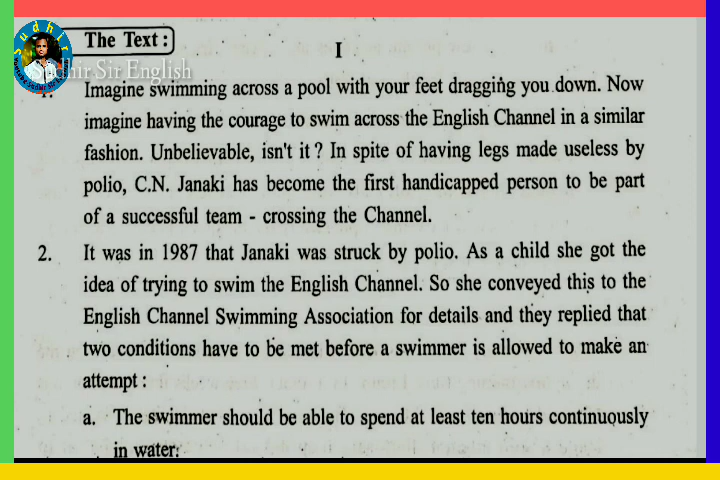 Sudhir
The Text :
Sudhir Sir English
I
1. Imagine swimming across a pool with your feet dragging you down. Now
imagine having the courage to swim across the English Channel in a similar
fashion. Unbelievable, isn't it ? In spite of having legs made useless by
polio, C.N. Janaki has become the first handicapped person to be part
of a successful team - crossing the Channel.
2. It was in 1987 that Janaki was struck by polio. As a child she got the
idea of trying to swim the English Channel. So she conveyed this to the
English Channel Swimming Association for details and they replied that
two conditions have to be met before a swimmer is allowed to make an
attempt :
a. The swimmer should be able to spend at least ten hours continuously
in water.